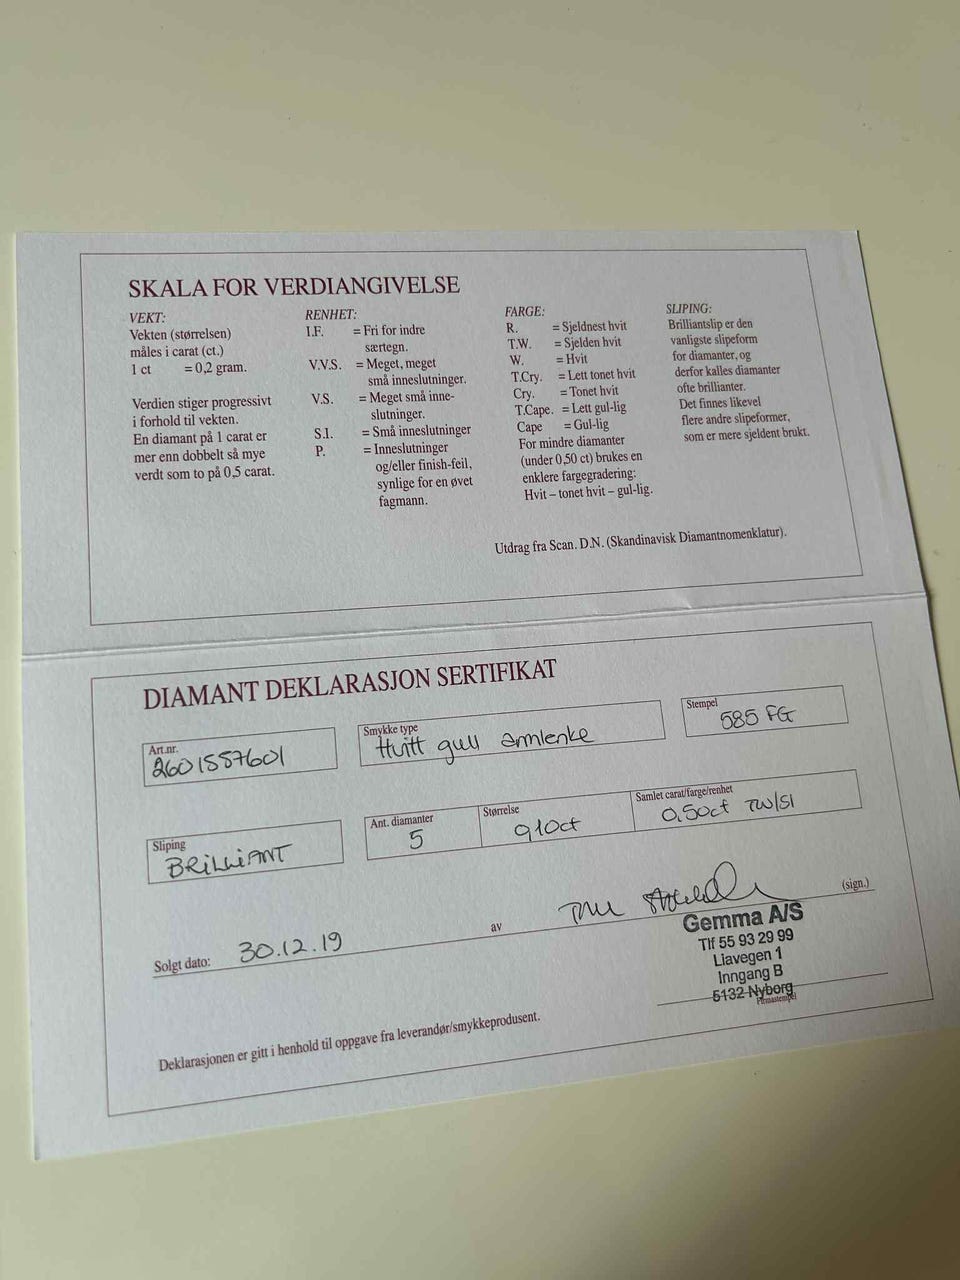 SKALA FOR VERDIANGIVELSE
VEKT:
Vekten (størrelsen)
måles i carat (ct.)
1 ct = 0,2 gram.
Verdien stiger progressivt
i forhold til vekten.
En diamant på 1 carat er
mer enn dobbelt så mye
verdt som to på 0,5 carat.
RENHET:
I.F. = Fri for indre
særtegn.
V.V.S. = Meget, meget
små inneslutninger.
V.S. = Meget små inne-
slutninger.
S.I. = Små inneslutninger
P. = Inneslutninger
og/eller finish-feil,
synlige for en øvet
fagmann.
FARGE:
R. = Sjeldnest hvit
T.W. = Sjelden hvit
W. = Hvit
T.Cry. = Lett tonet hvit
Cry. = Tonet hvit
T.Cape. = Lett gul-lig
Cape = Gul-lig
For mindre diamanter
(under 0,50 ct) brukes en
enklere fargegradering:
Hvit – tonet hvit – gul-lig.
SLIPING:
Brilliantslip er den
vanligste slipeform
for diamanter, og
derfor kalles diamanter
ofte brillianter.
Det finnes likevel
flere andre slipeformer,
som er mere sjeldent brukt.
Utdrag fra Scan. D.N. (Skandinavisk Diamantnomenklatur).
DIAMANT DEKLARASJON SERTIFIKAT
Art.nr.
2601557601
Smykke type
Hvitt gull armlenke
Stempel
585 FG
Sliping
BRILLIANT
Ant. diamanter
5
Størrelse
0,10ct
Samlet carat/farge/renhet
0,50ct TW/SI
Solgt dato: 30.12.19
av
(sign.)
Gemma A/S
Tlf 55 93 29 99
Liavegen 1
Inngang B
5132 Nyborg
Firmastempel
Deklarasjonen er gitt i henhold til oppgave fra leverandør/smykkeprodusent.